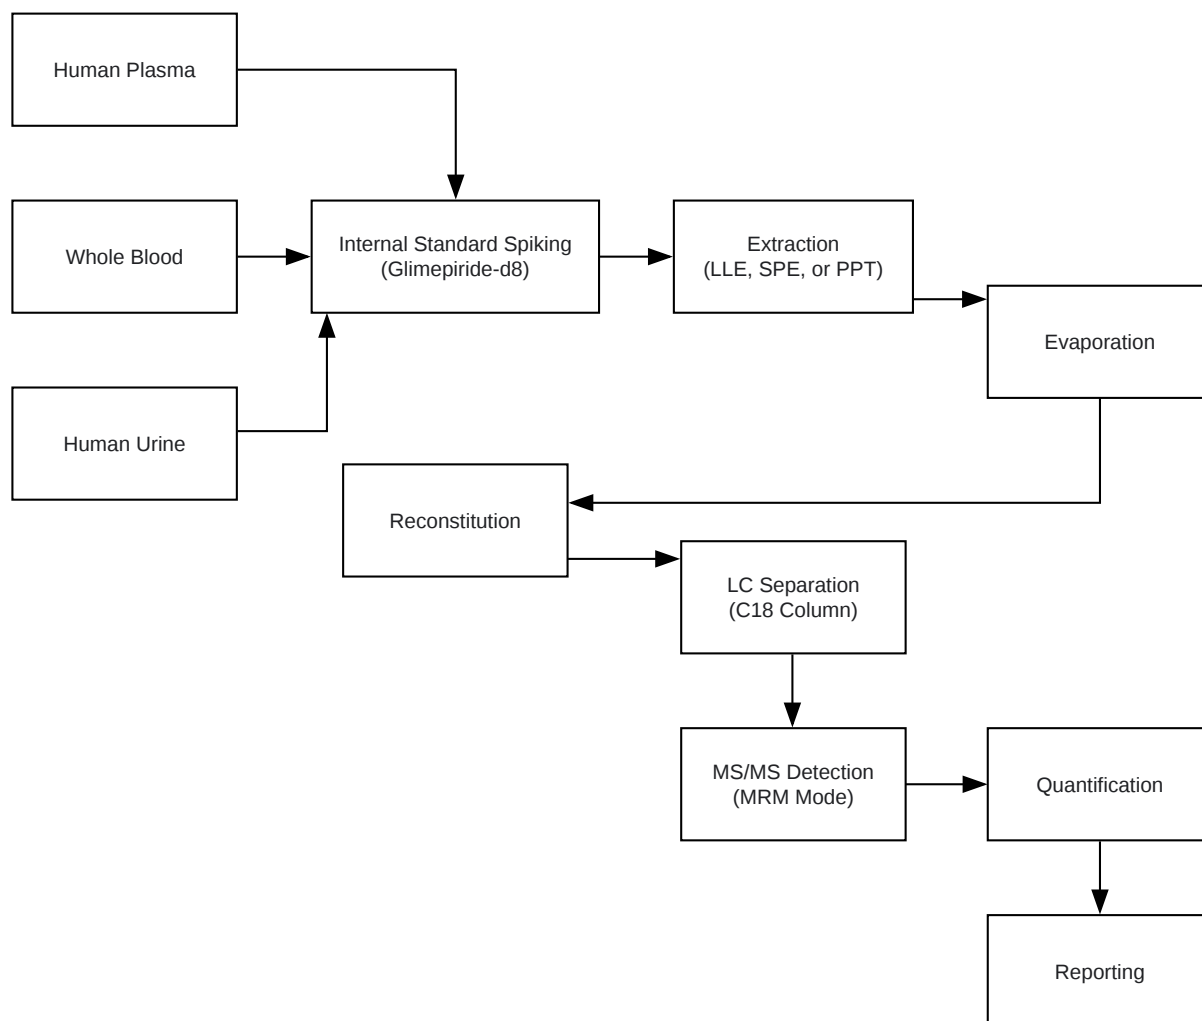 Human Plasma
Whole Blood
Internal Standard Spiking
(Glimepiride-d8)
Extraction
(LLE, SPE, or PPT)
Evaporation
Human Urine
Reconstitution
LC Separation
(C18 Column)
MS/MS Detection
(MRM Mode)
Quantification
Reporting